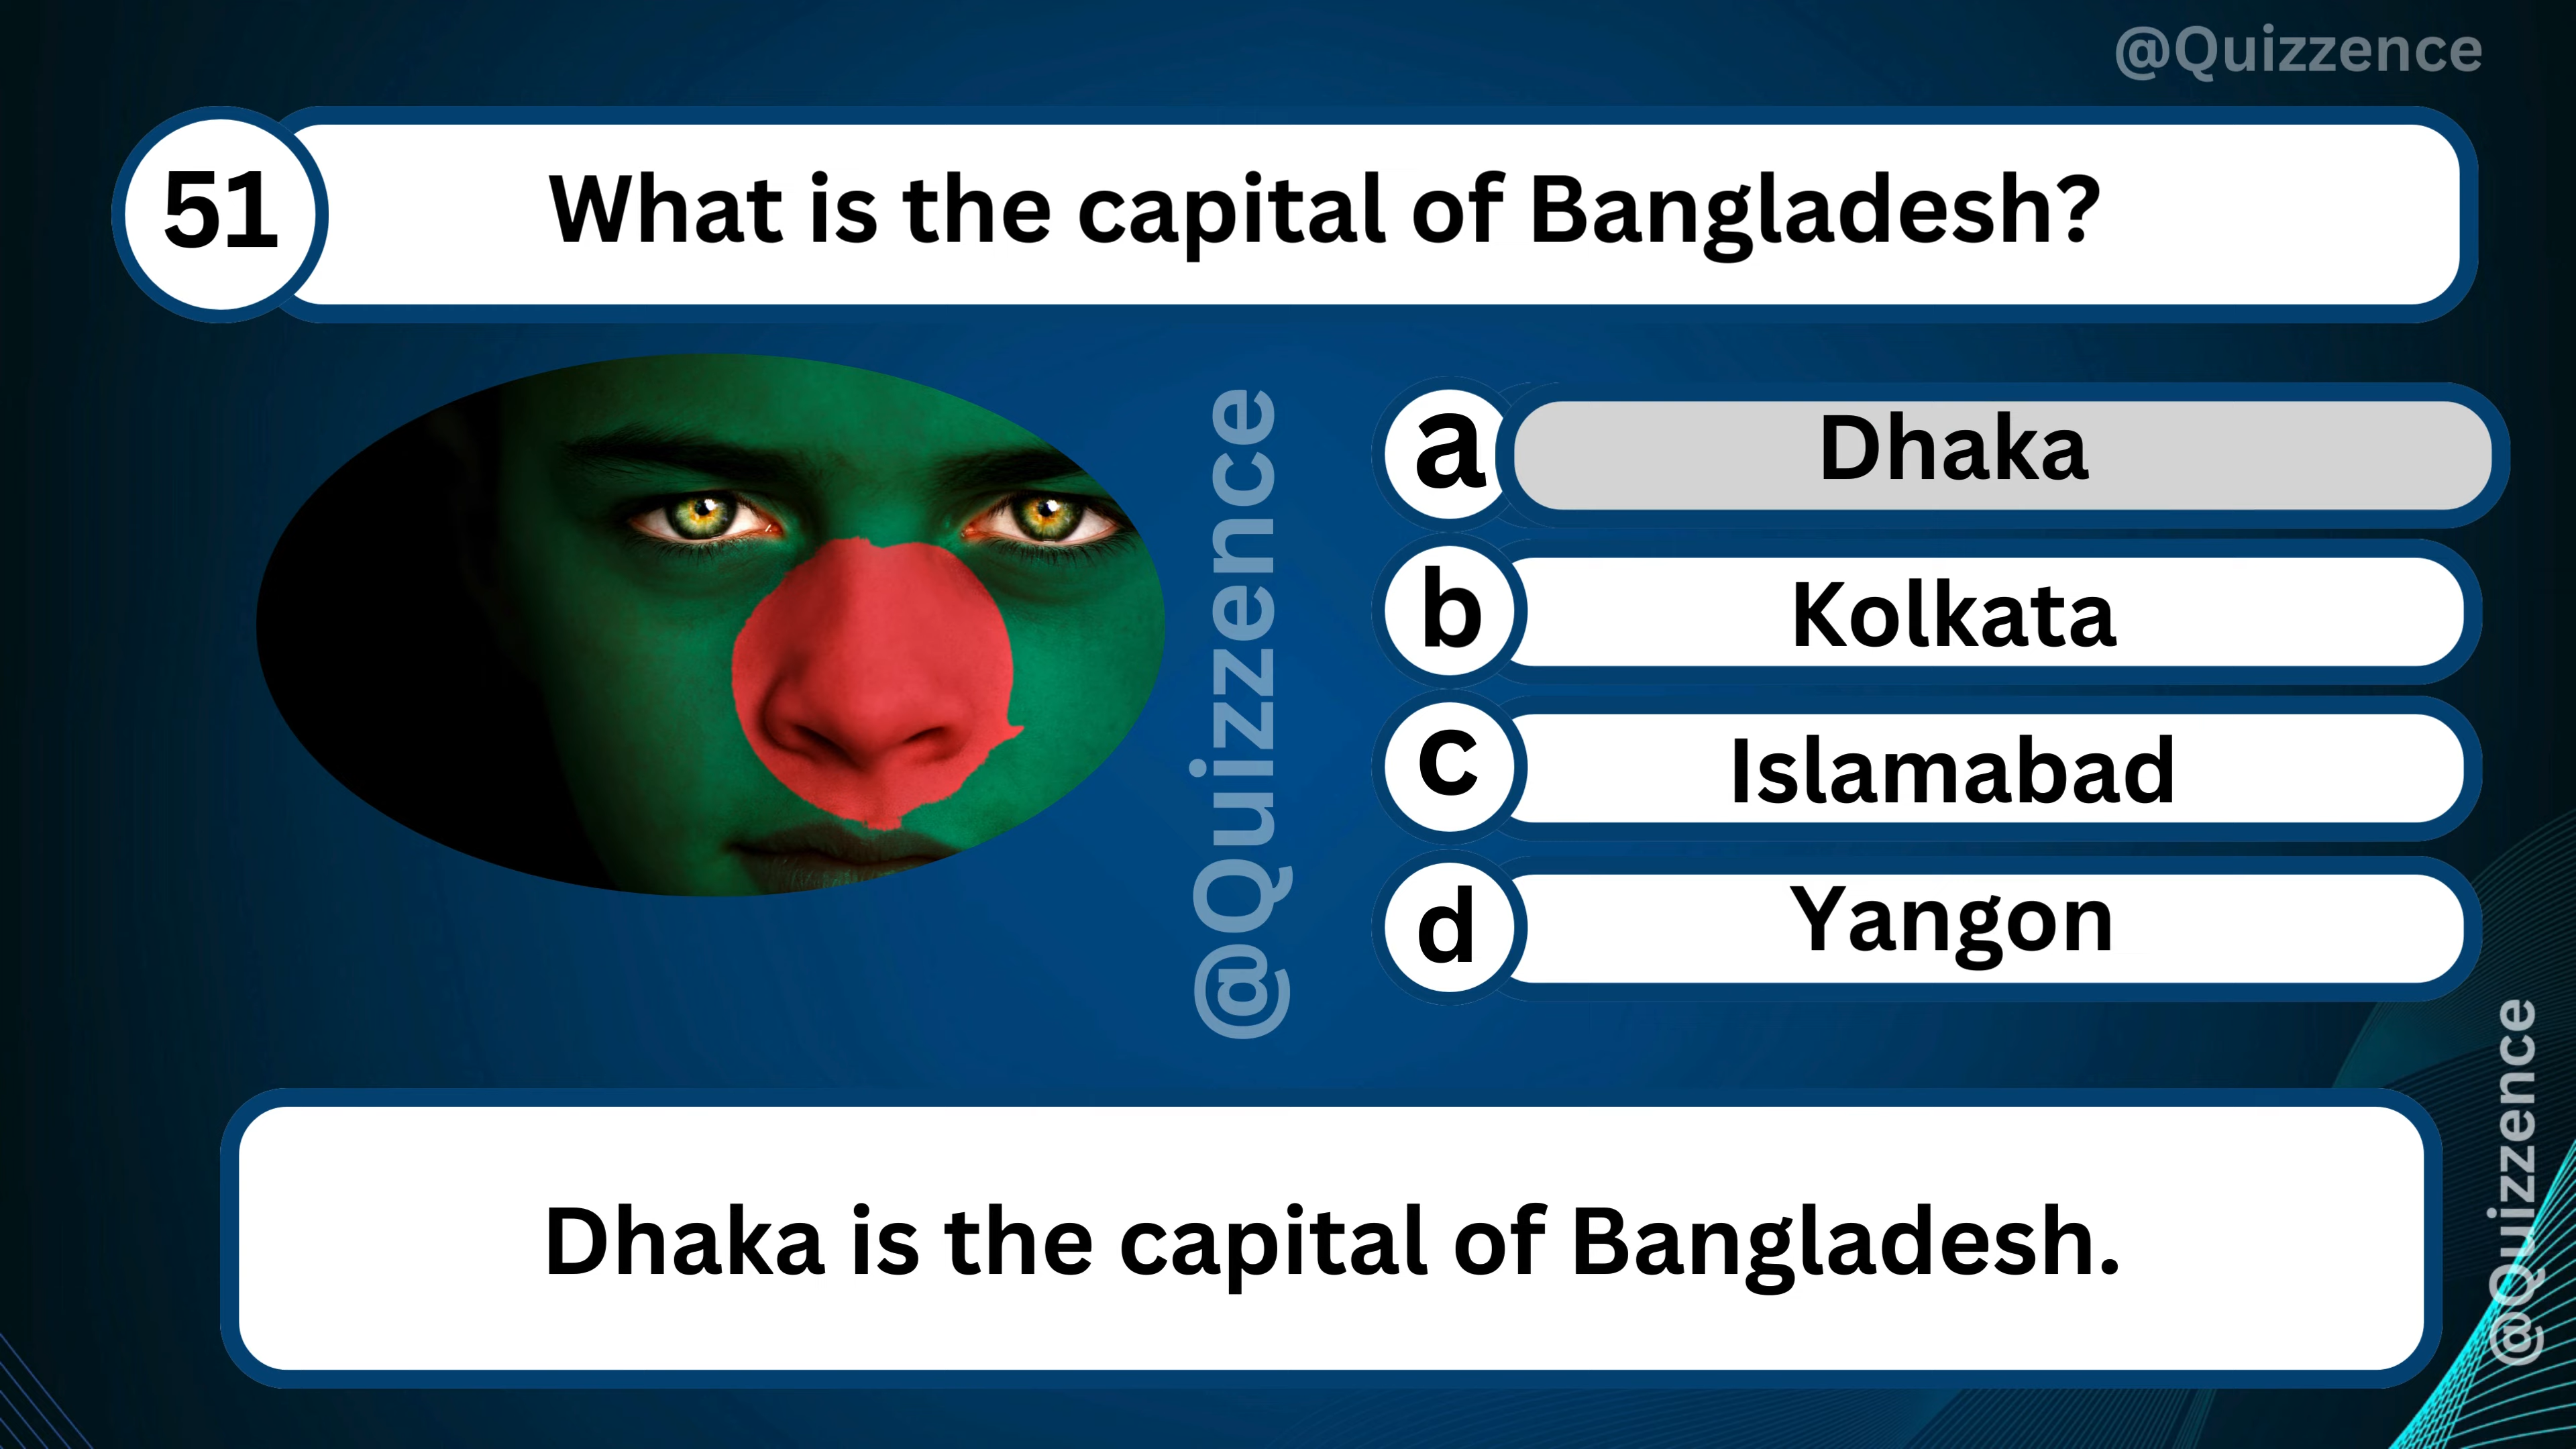 @Quizzence
51
What is the capital of Bangladesh?
@Quizzence
a
Dhaka
b
Kolkata
c
Islamabad
d
Yangon
Dhaka is the capital of Bangladesh.
@Quizzence